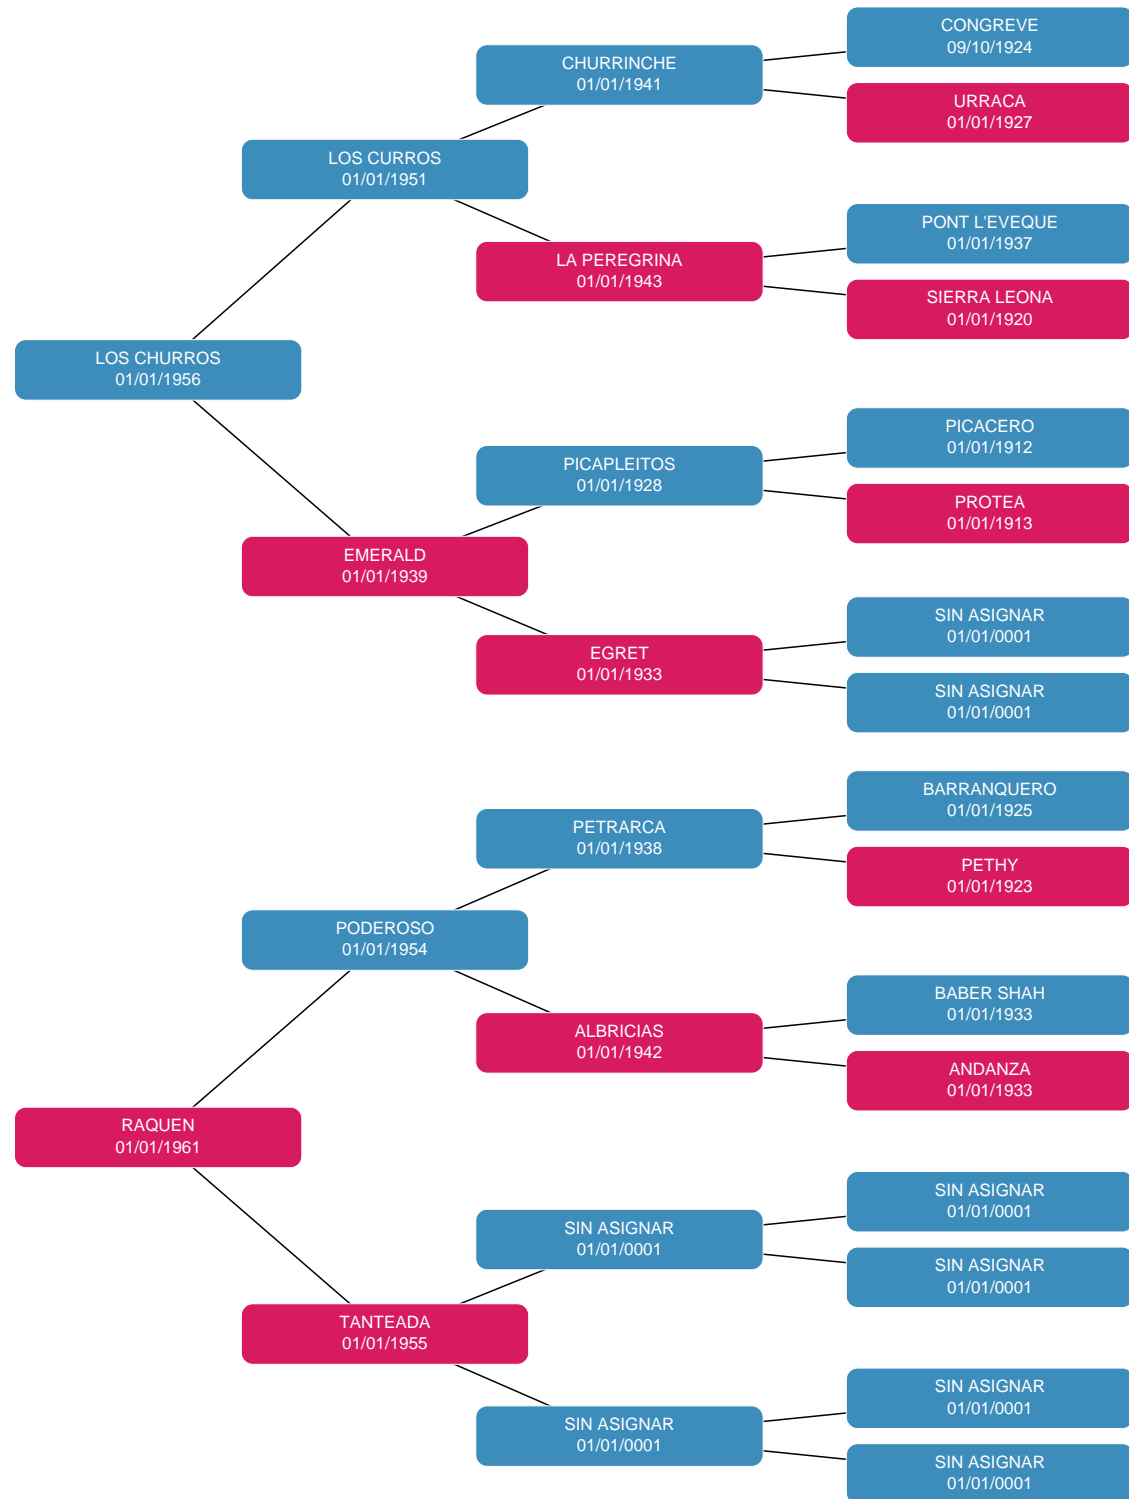 CONGREVE
09/10/1924
CHURRINCHE
01/01/1941
URRACA
01/01/1927
LOS CURROS
01/01/1951
PONT L'EVEQUE
01/01/1937
LA PEREGRINA
01/01/1943
SIERRA LEONA
01/01/1920
LOS CHURROS
01/01/1956
PICACERO
01/01/1912
PICAPLEITOS
01/01/1928
PROTEA
01/01/1913
EMERALD
01/01/1939
SIN ASIGNAR
01/01/0001
EGRET
01/01/1933
SIN ASIGNAR
01/01/0001
BARRANQUERO
01/01/1925
PETRARCA
01/01/1938
PETHY
01/01/1923
PODEROSO
01/01/1954
BABER SHAH
01/01/1933
ALBRICIAS
01/01/1942
ANDANZA
01/01/1933
RAQUEN
01/01/1961
SIN ASIGNAR
01/01/0001
SIN ASIGNAR
01/01/0001
SIN ASIGNAR
01/01/0001
TANTEADA
01/01/1955
SIN ASIGNAR
01/01/0001
SIN ASIGNAR
01/01/0001
SIN ASIGNAR
01/01/0001